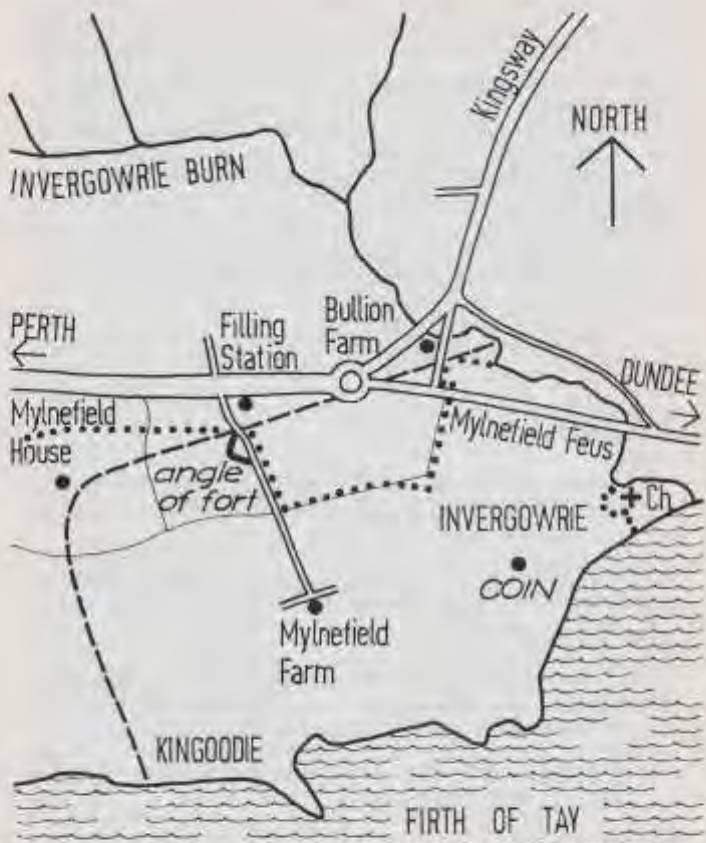 Kingsway
NORTH
INVERGOWRIE BURN
PERTH
Filling
Station
Bullion
Farm
DUNDEE
Mylnefield
House
Mylnefield Feus
angle
of fort
INVERGOWRIE
Ch
COIN
Mylnefield
Farm
KINGOODIE
FIRTH OF TAY